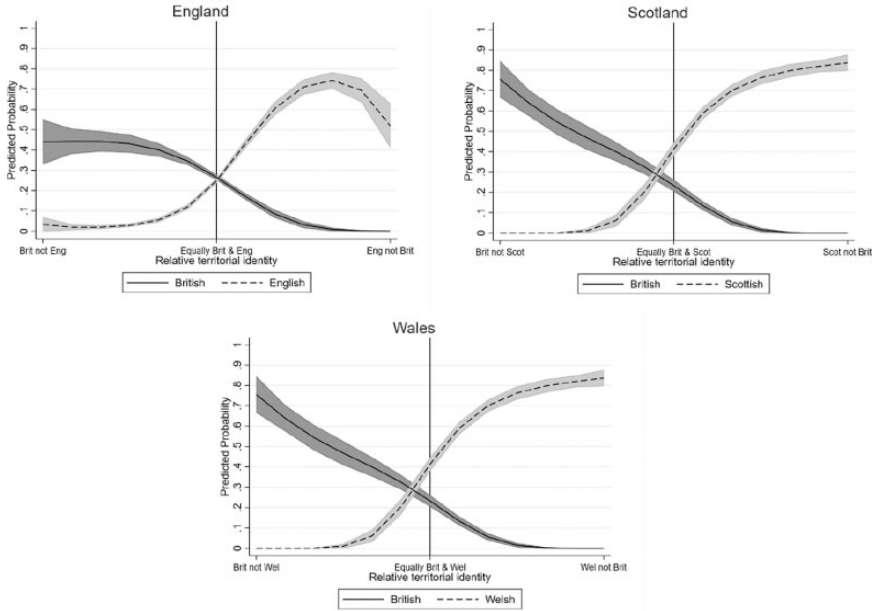 England
Predicted Probability
1
.9
.8
.7
.6
.5
.4
.3
.2
.1
0
Brit not Eng Equally Brit & Eng Eng not Brit
Relative territorial identity
British English
Scotland
Predicted Probability
1
.9
.8
.7
.6
.5
.4
.3
.2
.1
0
Brit not Scot Equally Brit & Scot Scot not Brit
Relative territorial identity
British Scottish
Wales
Predicted Probability
1
.9
.8
.7
.6
.5
.4
.3
.2
.1
0
Brit not Wel Equally Brit & Wel Wel not Brit
Relative territorial identity
British Welsh